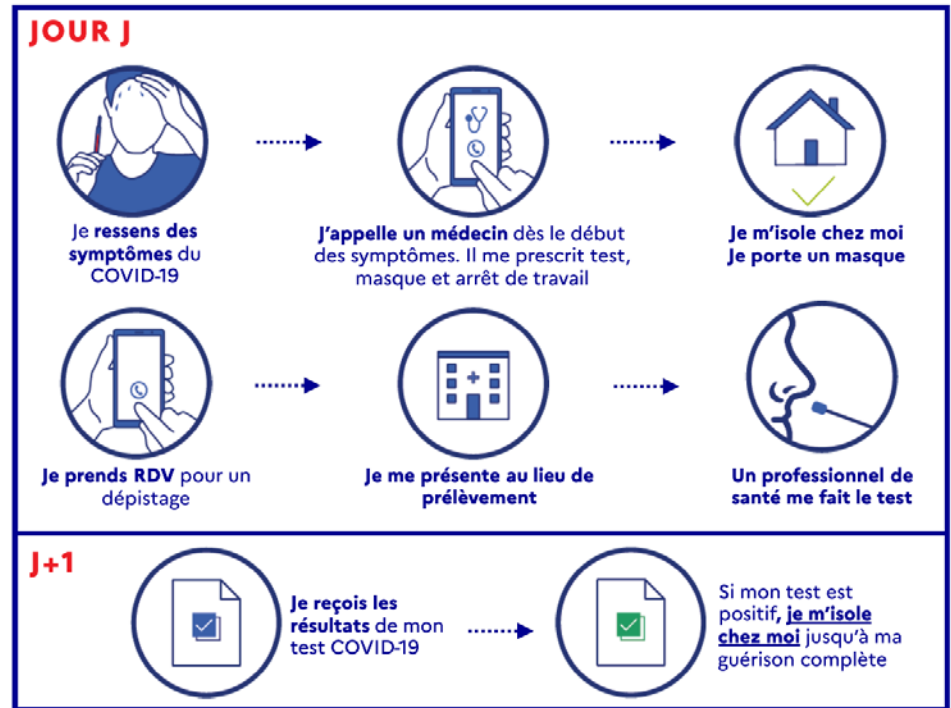 JOUR J
Je ressens des
symptômes du
COVID-19
J'appelle un médecin dès le début
des symptômes. Il me prescrit test,
masque et arrêt de travail
Je m'isole chez moi
Je porte un masque
Je prends RDV pour un
dépistage
Je me présente au lieu de
prélèvement
Un professionnel de
santé me fait le test
J+1
Je reçois les
résultats de mon
test COVID-19
Si mon test est
positif, je m'isole
chez moi jusqu'à ma
guérison complète